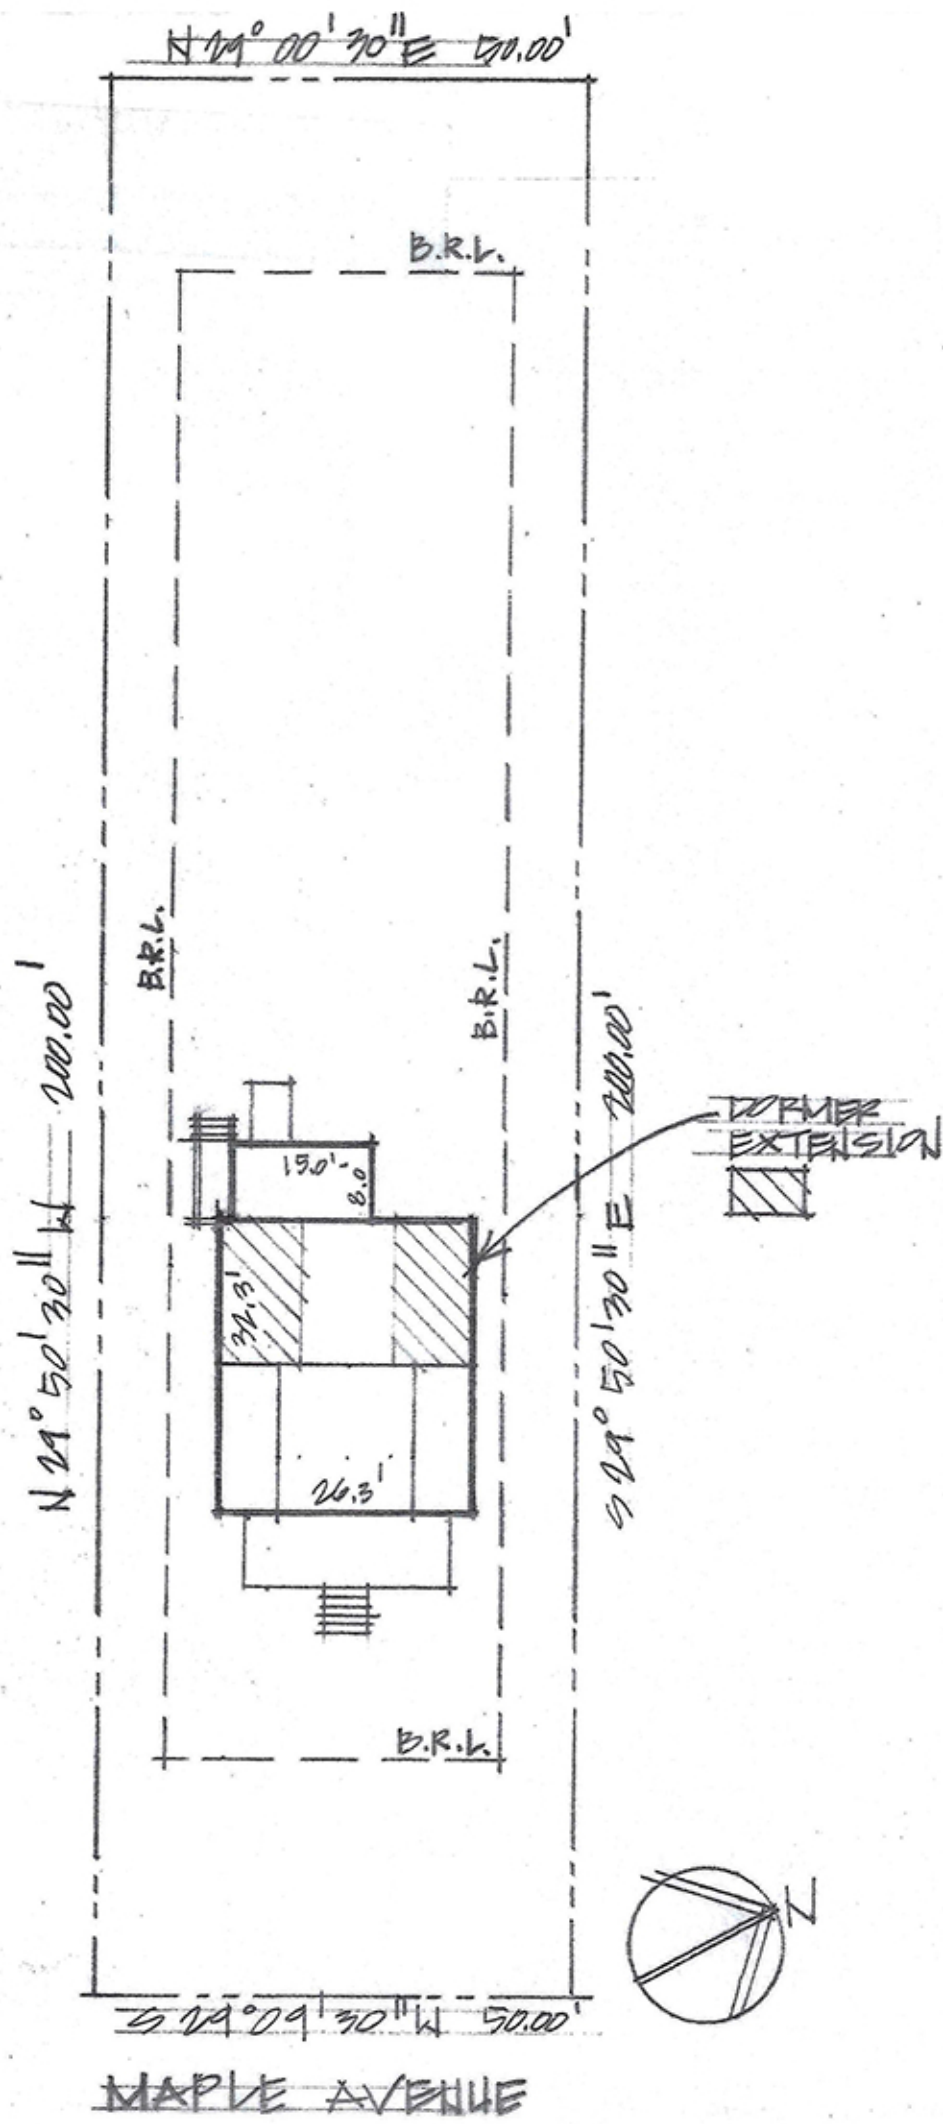 N 29° 00' 30" E 50.00'
B.R.L.
B.R.L.
B.R.L.
N 29° 50' 30" W 200.00'
S 29° 50' 30" E 200.00'
DORMER
EXTENSION
15.0'-
8.0
32.3'
26.3'
B.R.L.
N
S 29° 09' 30" W 50.00'
MAPLE AVENUE